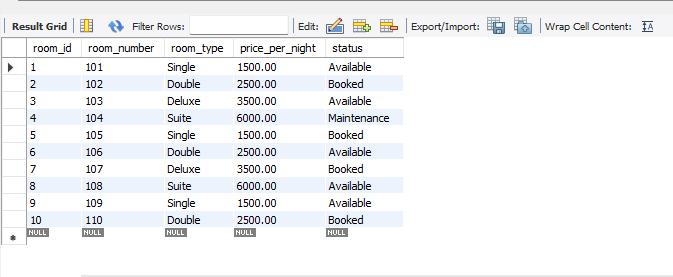 Result Grid Filter Rows: Edit: Export/Import: Wrap Cell Content:
room_id room_number room_type price_per_night status
1 101 Single 1500.00 Available
2 102 Double 2500.00 Booked
3 103 Deluxe 3500.00 Available
4 104 Suite 6000.00 Maintenance
5 105 Single 1500.00 Booked
6 106 Double 2500.00 Available
7 107 Deluxe 3500.00 Booked
8 108 Suite 6000.00 Available
9 109 Single 1500.00 Available
10 110 Double 2500.00 Booked
NULL NULL NULL NULL NULL